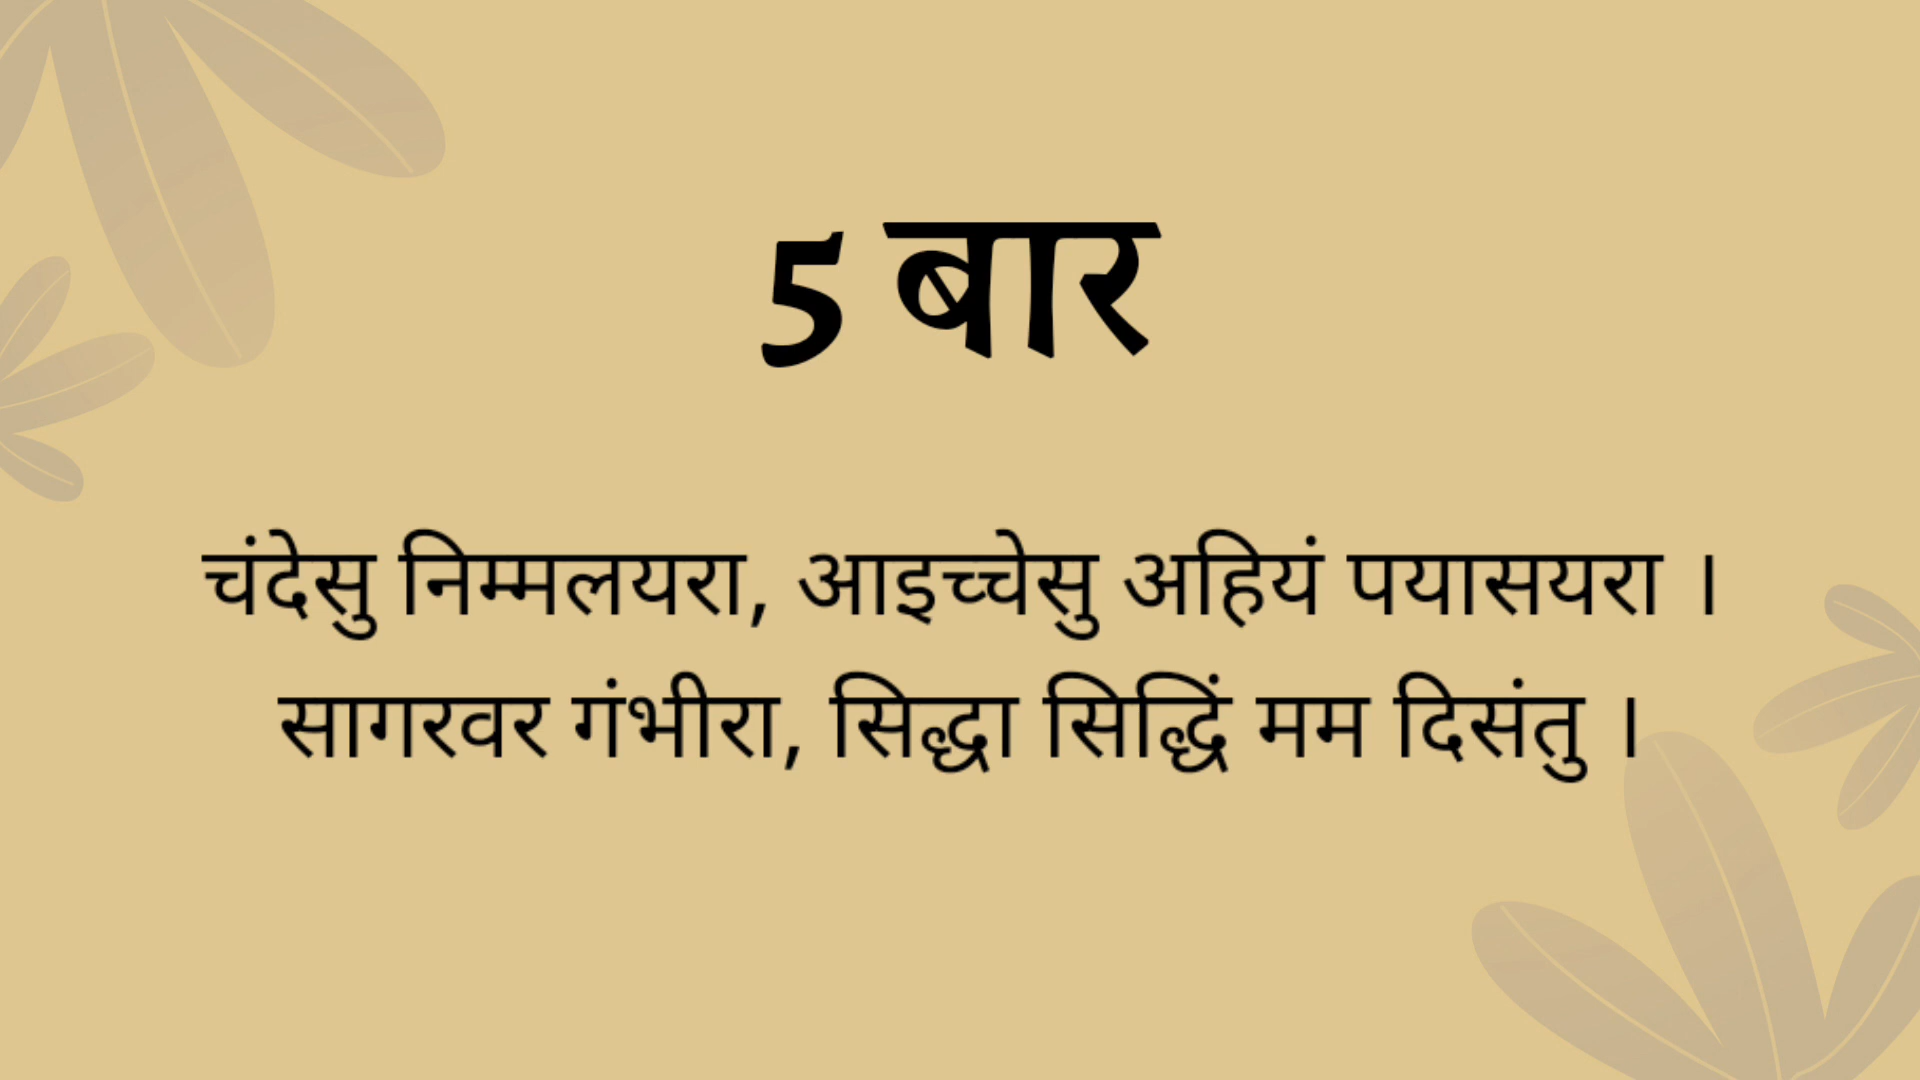 5 बार
चंदेसु निम्मलयरा, आइच्चेसु अहियं पयासयरा ।
सागरवर गंभीरा, सिद्धा सिद्धिं मम दिसंतु ।